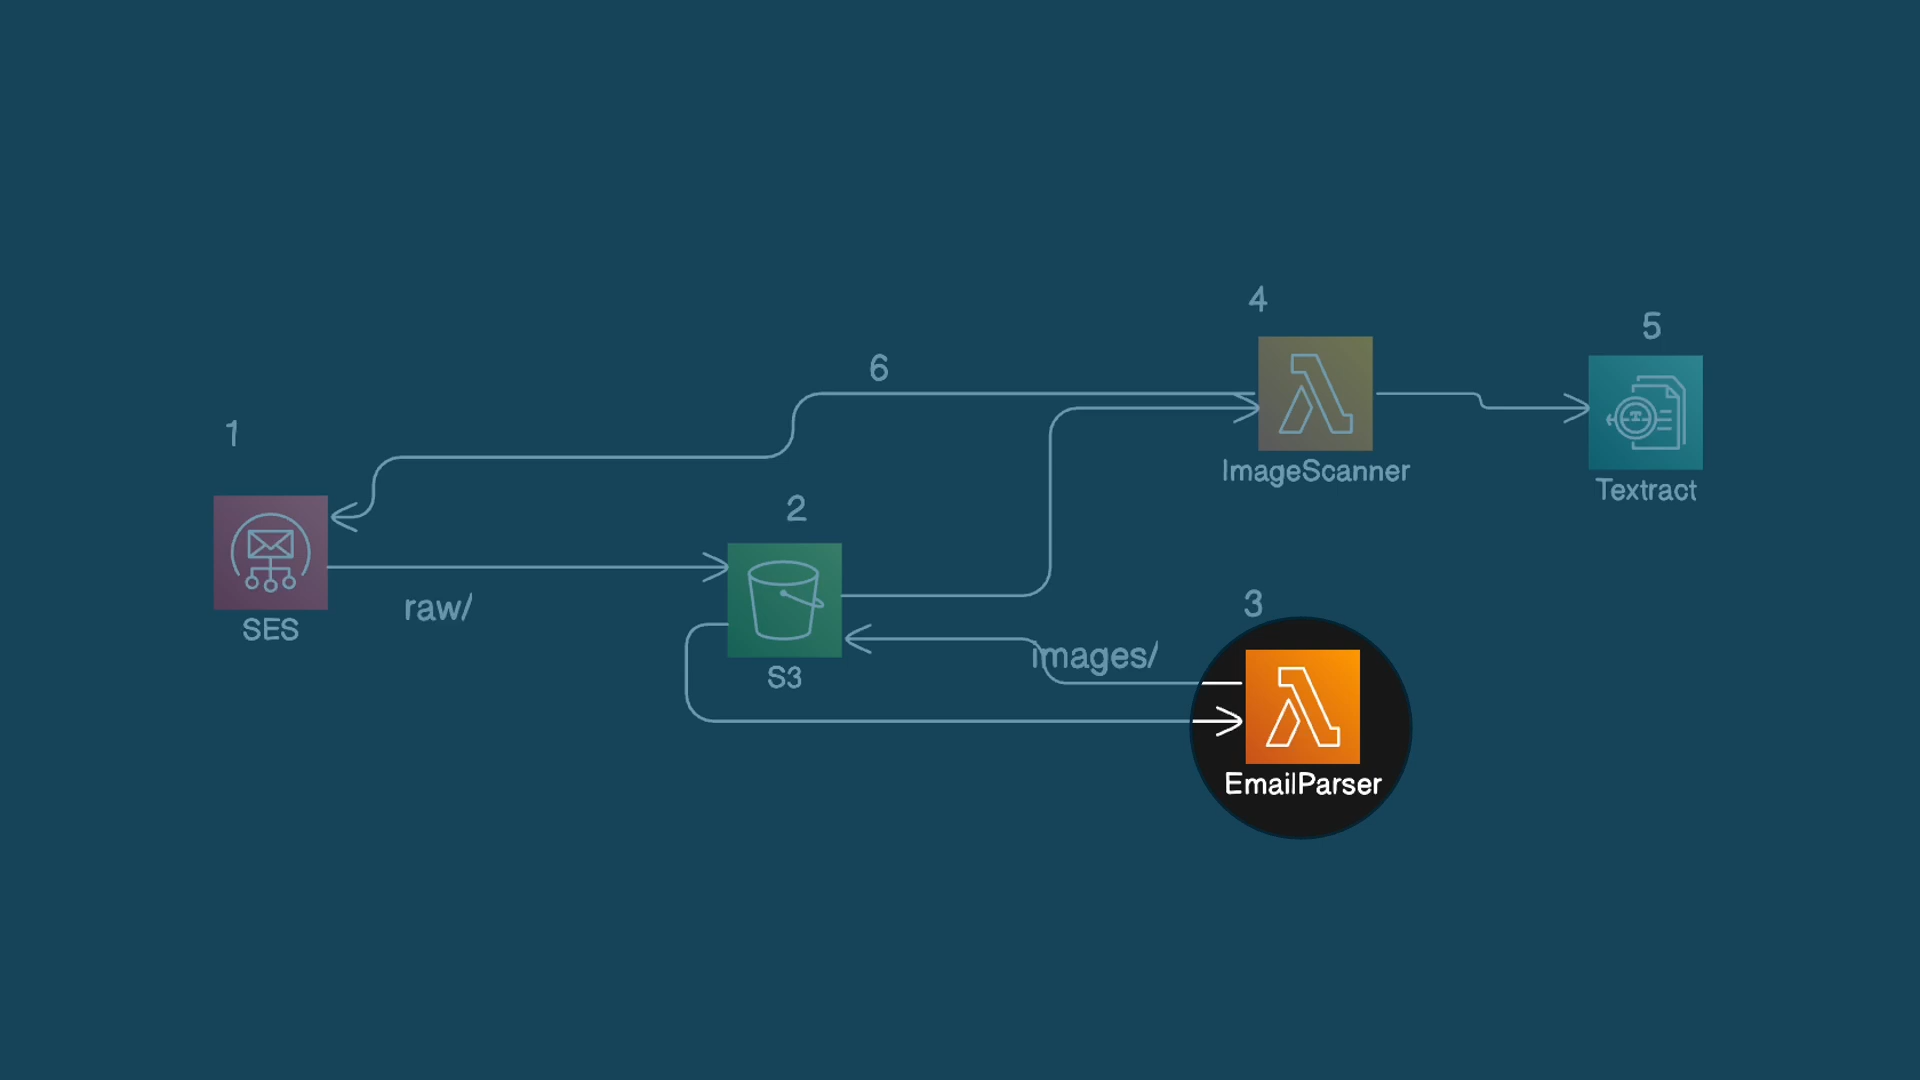 4
5
6
ImageScanner
Textract
1
2
SES
raw/
S3
3
images/
EmailParser